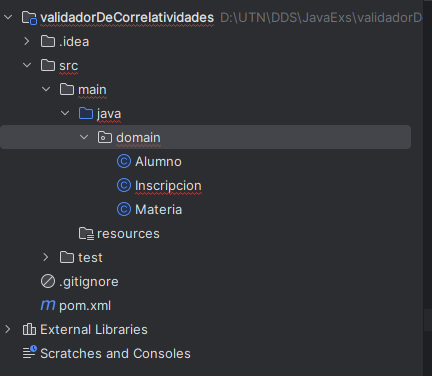 validadorDeCorrelatividades D:\UTN\DDS\JavaExs\validadorD
.idea
src
main
java
domain
Alumno
Inscripcion
Materia
resources
test
.gitignore
pom.xml
External Libraries
Scratches and Consoles